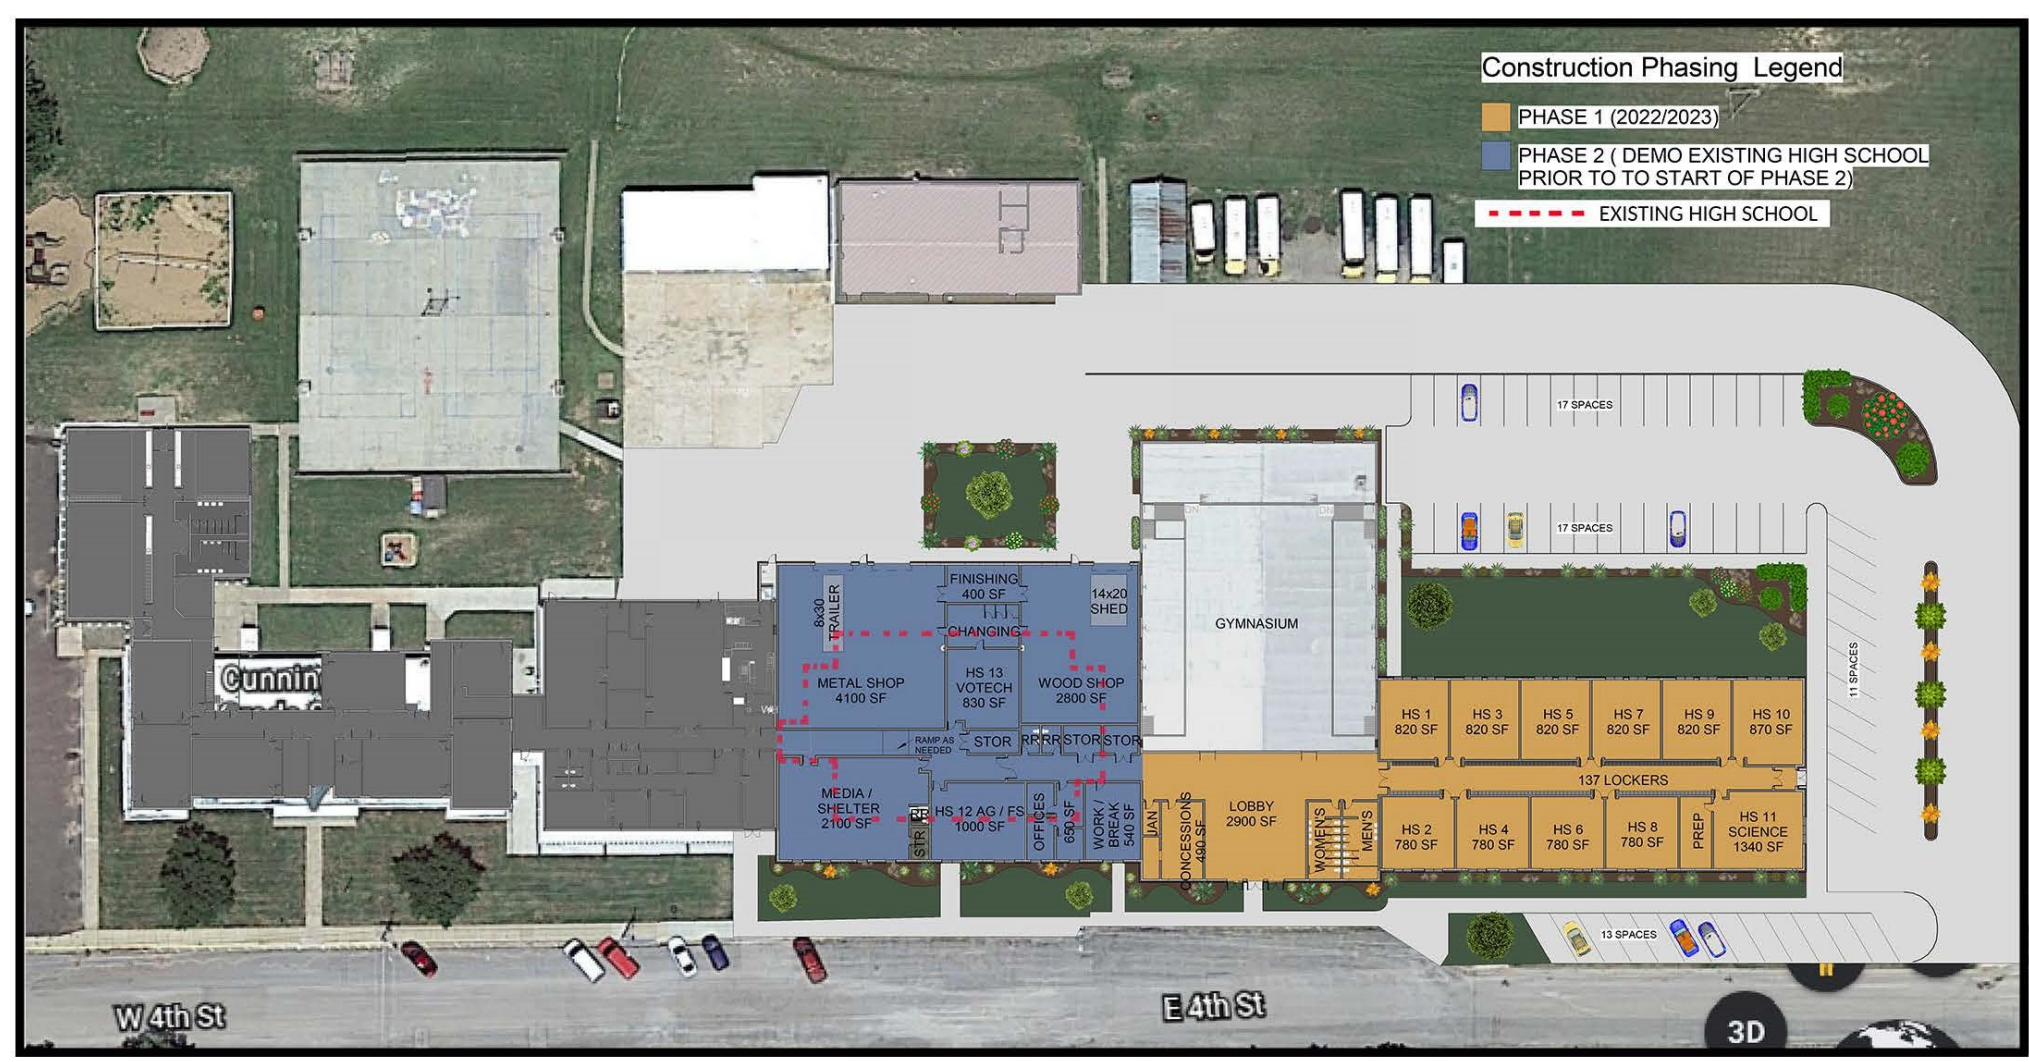 Construction Phasing Legend
PHASE 1 (2022/2023)
PHASE 2 ( DEMO EXISTING HIGH SCHOOL
PRIOR TO TO START OF PHASE 2)
EXISTING HIGH SCHOOL
17 SPACES
17 SPACES
11 SPACES
13 SPACES
DN
DN
GYMNASIUM
FINISHING
400 SF
8x30
TRAILER
14x20
SHED
CHANGING
METAL SHOP
4100 SF
HS 13
VOTECH
830 SF
WOOD SHOP
2800 SF
RAMP AS
NEEDED
STOR
RR
RR
STOR
STOR
MEDIA /
SHELTER
2100 SF
RR
STR
HS 12 AG / FS
1000 SF
OFFICES
650 SF
WORK /
BREAK
540 SF
JAN
CONCESSIONS
490 SF
LOBBY
2900 SF
WOMEN'S
MEN'S
HS 1
820 SF
HS 3
820 SF
HS 5
820 SF
HS 7
820 SF
HS 9
820 SF
HS 10
870 SF
137 LOCKERS
HS 2
780 SF
HS 4
780 SF
HS 6
780 SF
HS 8
780 SF
PREP
HS 11
SCIENCE
1340 SF
Cunnin
W 4th St
E 4th St
3D